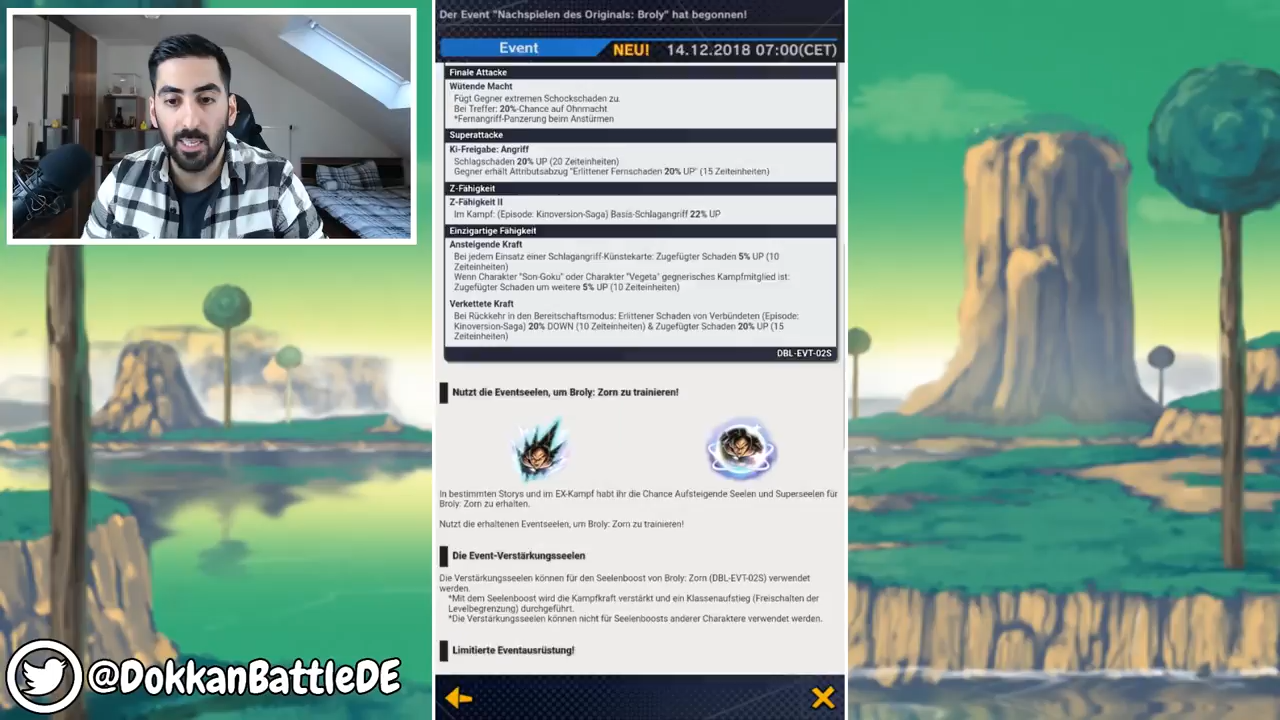 Der Event "Nachspielen des Originals: Broly" hat begonnen!
Event NEU! 14.12.2018 07:00(CET)
Finale Attacke
Wütende Macht
Fügt Gegner extremen Schockschaden zu.
Bei Treffer: 20%-Chance auf Ohnmacht
*Fernangriff-Panzerung beim Anstürmen
Superattacke
Ki-Freigabe: Angriff
Schlagschaden 20% UP (20 Zeiteinheiten)
Gegner erhält Attributsabzug "Erlittener Fernschaden 20% UP" (15 Zeiteinheiten)
Z-Fähigkeit
Z-Fähigkeit II
Im Kampf: (Episode: Kinoversion-Saga) Basis-Schlagangriff 22% UP
Einzigartige Fähigkeit
Ansteigende Kraft
Bei jedem Einsatz einer Schlagangriff-Künstekarte: Zugefügter Schaden 5% UP (10
Zeiteinheiten)
Wenn Charakter "Son-Goku" oder Charakter "Vegeta" gegnerisches Kampfmitglied ist:
Zugefügter Schaden um weitere 5% UP (10 Zeiteinheiten)
Verkettete Kraft
Bei Rückkehr in den Bereitschaftsmodus: Erlittener Schaden von Verbündeten (Episode:
Kinoversion-Saga) 20% DOWN (10 Zeiteinheiten) & Zugefügter Schaden 20% UP (15
Zeiteinheiten)
DBL-EVT-02S
Nutzt die Eventseelen, um Broly: Zorn zu trainieren!
In bestimmten Storys und im EX-Kampf habt ihr die Chance Aufsteigende Seelen und Superseelen für
Broly: Zorn zu erhalten.
Nutzt die erhaltenen Eventseelen, um Broly: Zorn zu trainieren!
Die Event-Verstärkungsseelen
Die Verstärkungsseelen können für den Seelenboost von Broly: Zorn (DBL-EVT-02S) verwendet
werden.
*Mit dem Seelenboost wird die Kampfkraft verstärkt und ein Klassenaufstieg (Freischalten der
Levelbegrenzung) durchgeführt.
*Die Verstärkungsseelen können nicht für Seelenboosts anderer Charaktere verwendet werden.
Limitierte Eventausrüstung!
@DokkanBattleDE